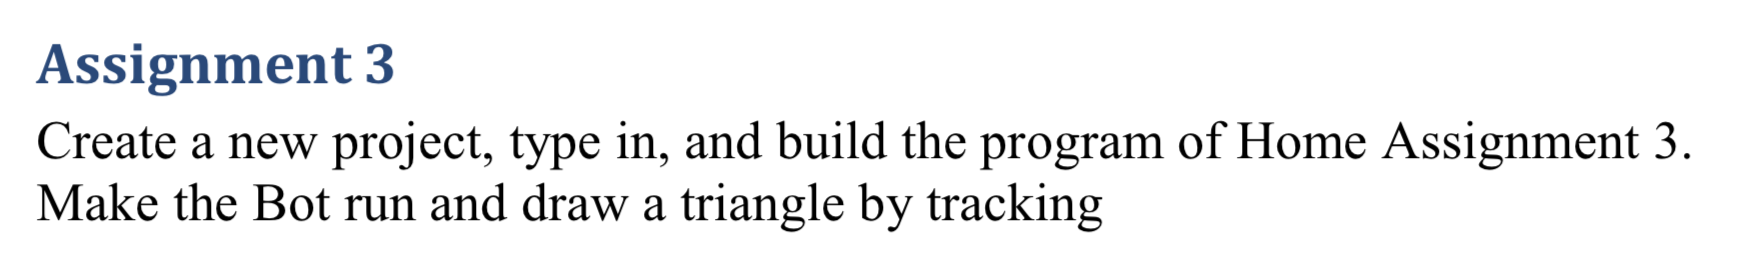 Assignment 3
Create a new project, type in, and build the program of Home Assignment 3.
Make the Bot run and draw a triangle by tracking